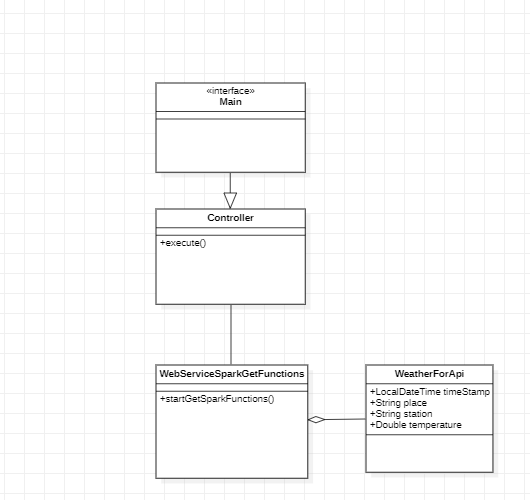 «interface»
Main
Controller
+execute()
WebServiceSparkGetFunctions
+startGetSparkFunctions()
WeatherForApi
+LocalDateTime timeStamp
+String place
+String station
+Double temperature